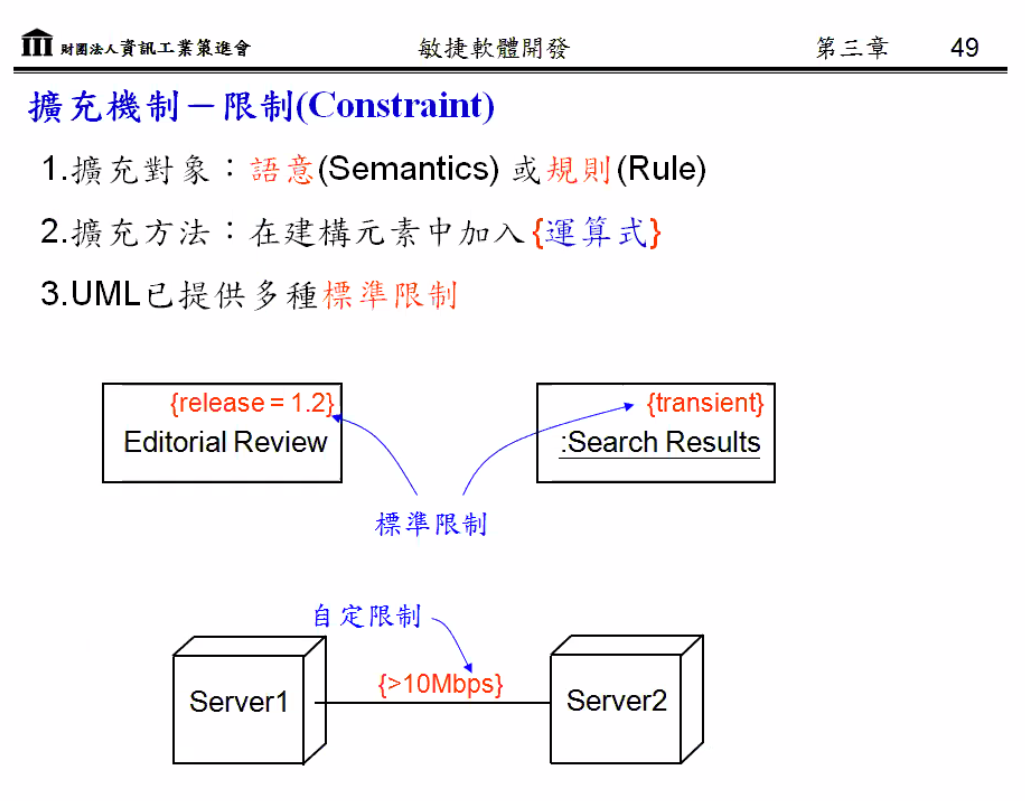 財團法人資訊工業策進會 敏捷軟體開發 第三章 49
擴充機制－限制(Constraint)
1.擴充對象：語意(Semantics) 或規則(Rule)
2.擴充方法：在建構元素中加入{運算式}
3.UML已提供多種標準限制
{release = 1.2} {transient}
Editorial Review :Search Results
標準限制
自定限制
{>10Mbps}
Server1 Server2